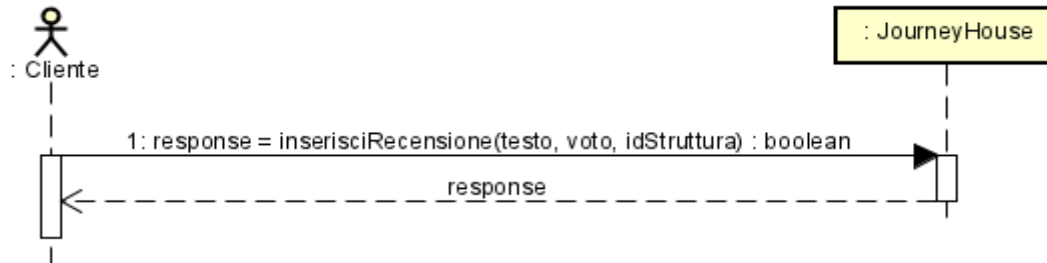 : Cliente
: JourneyHouse
1: response = inserisciRecensione(testo, voto, idStruttura) : boolean
response